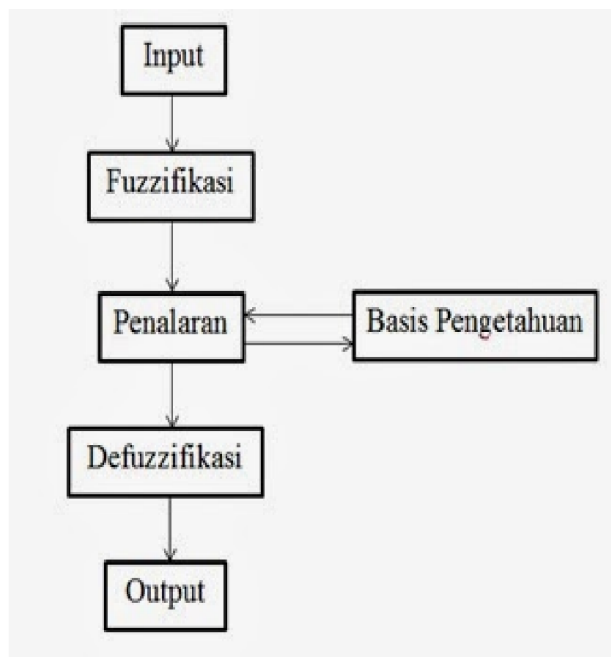 Input
Fuzzifikasi
Penalaran
Basis Pengetahuan
Defuzzifikasi
Output